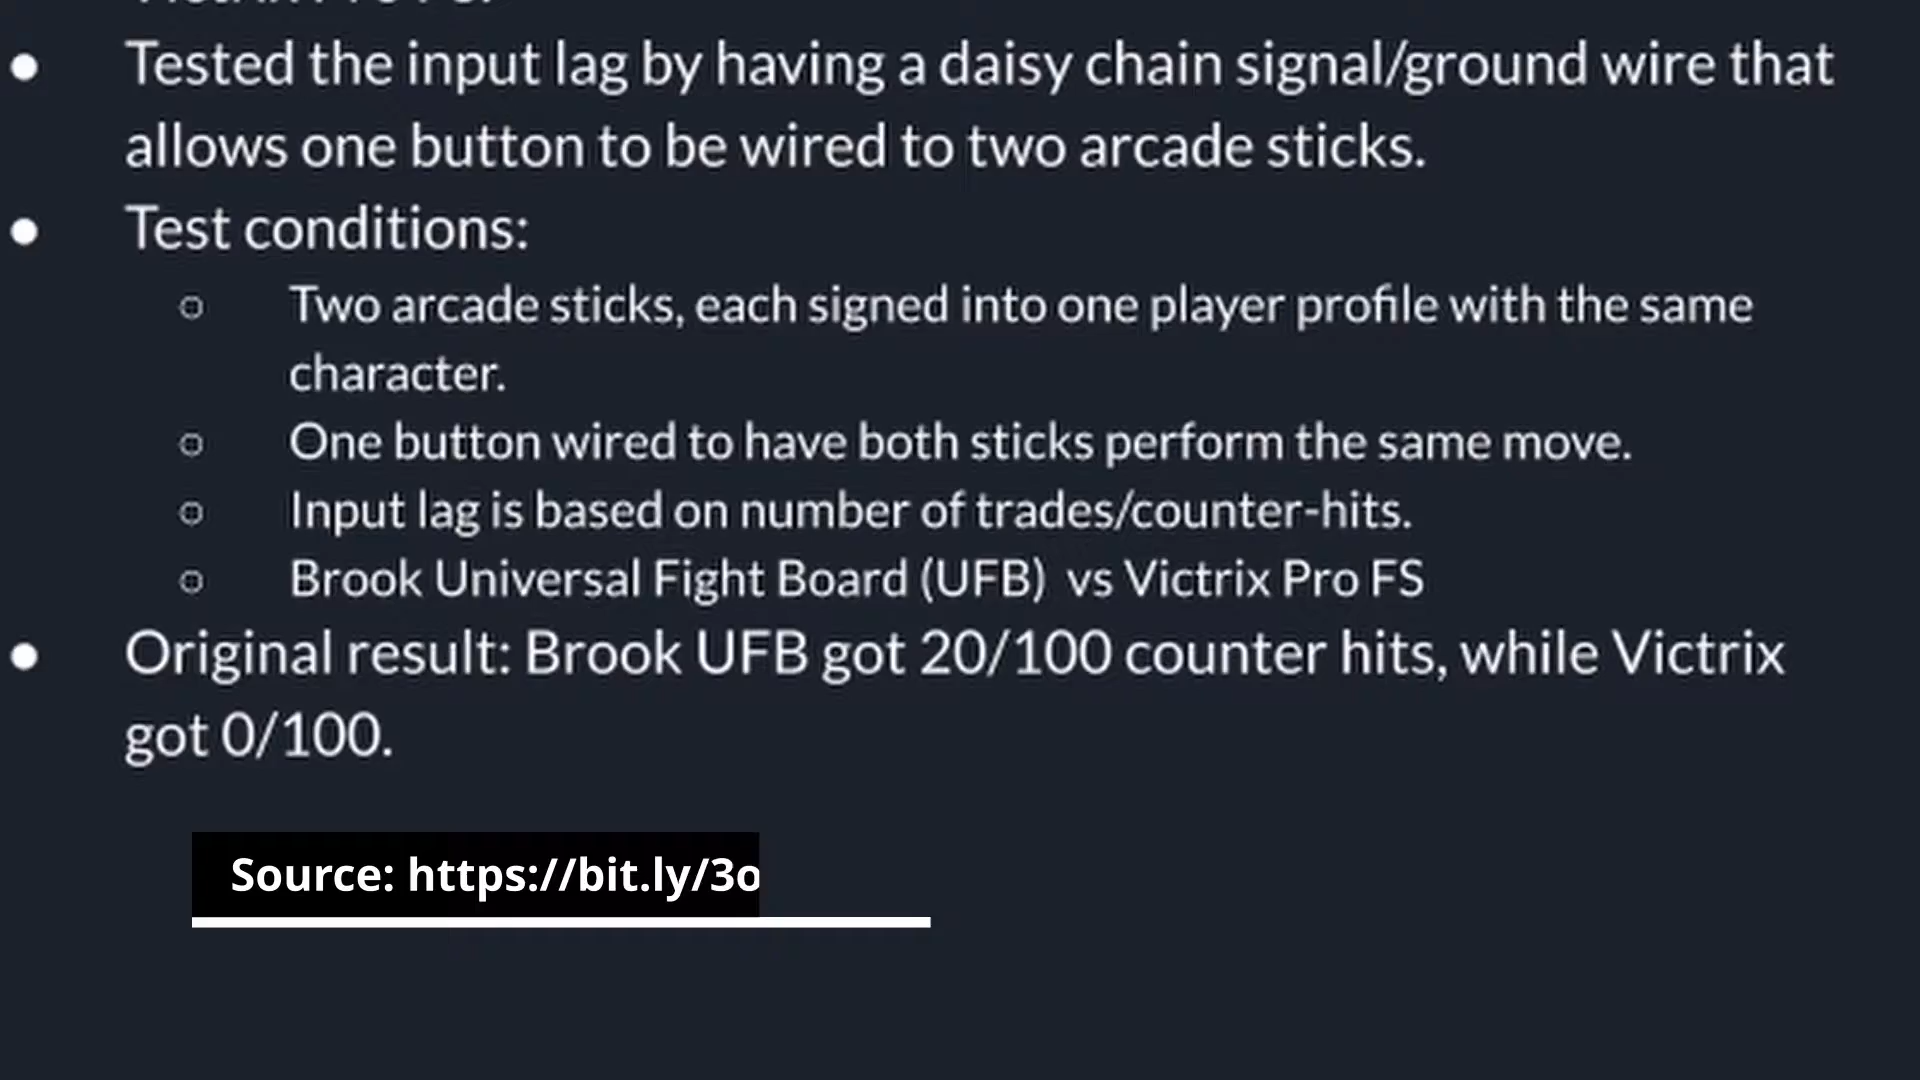 ● Tested the input lag by having a daisy chain signal/ground wire that
allows one button to be wired to two arcade sticks.
● Test conditions:
○ Two arcade sticks, each signed into one player profile with the same
character.
○ One button wired to have both sticks perform the same move.
○ Input lag is based on number of trades/counter-hits.
○ Brook Universal Fight Board (UFB) vs Victrix Pro FS
● Original result: Brook UFB got 20/100 counter hits, while Victrix
got 0/100.
Source: https://bit.ly/3o